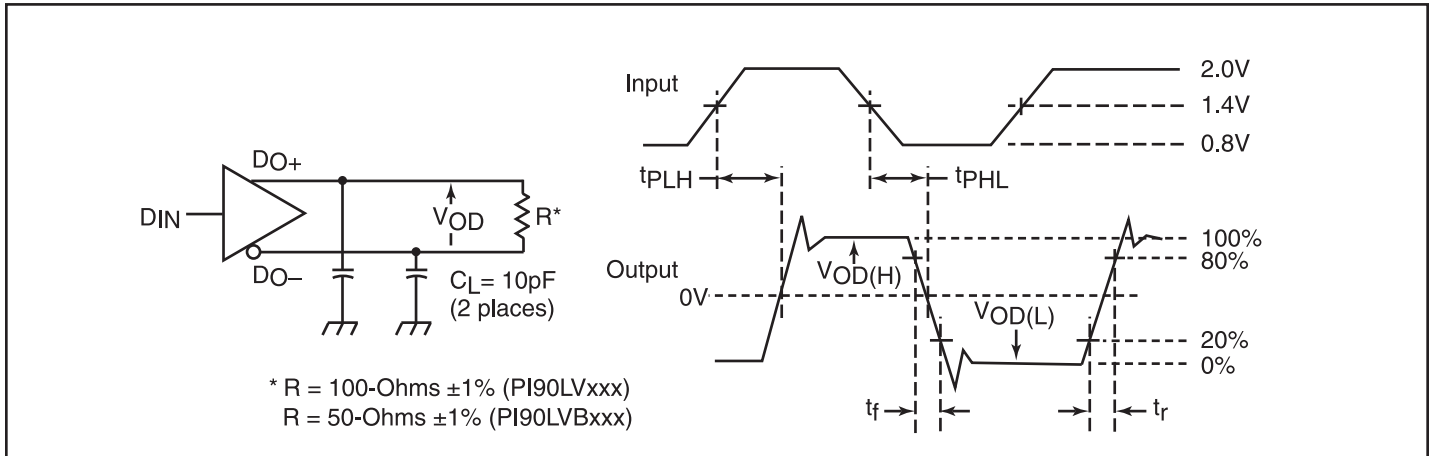 DO+
DIN
VOD
R*
DO–
CL= 10pF
(2 places)
* R = 100-Ohms ±1% (PI90LVxxx)
R = 50-Ohms ±1% (PI90LVBxxx)
Input
2.0V
1.4V
0.8V
tPLH
tPHL
Output
0V
VOD(H)
VOD(L)
100%
80%
20%
0%
tf
tr